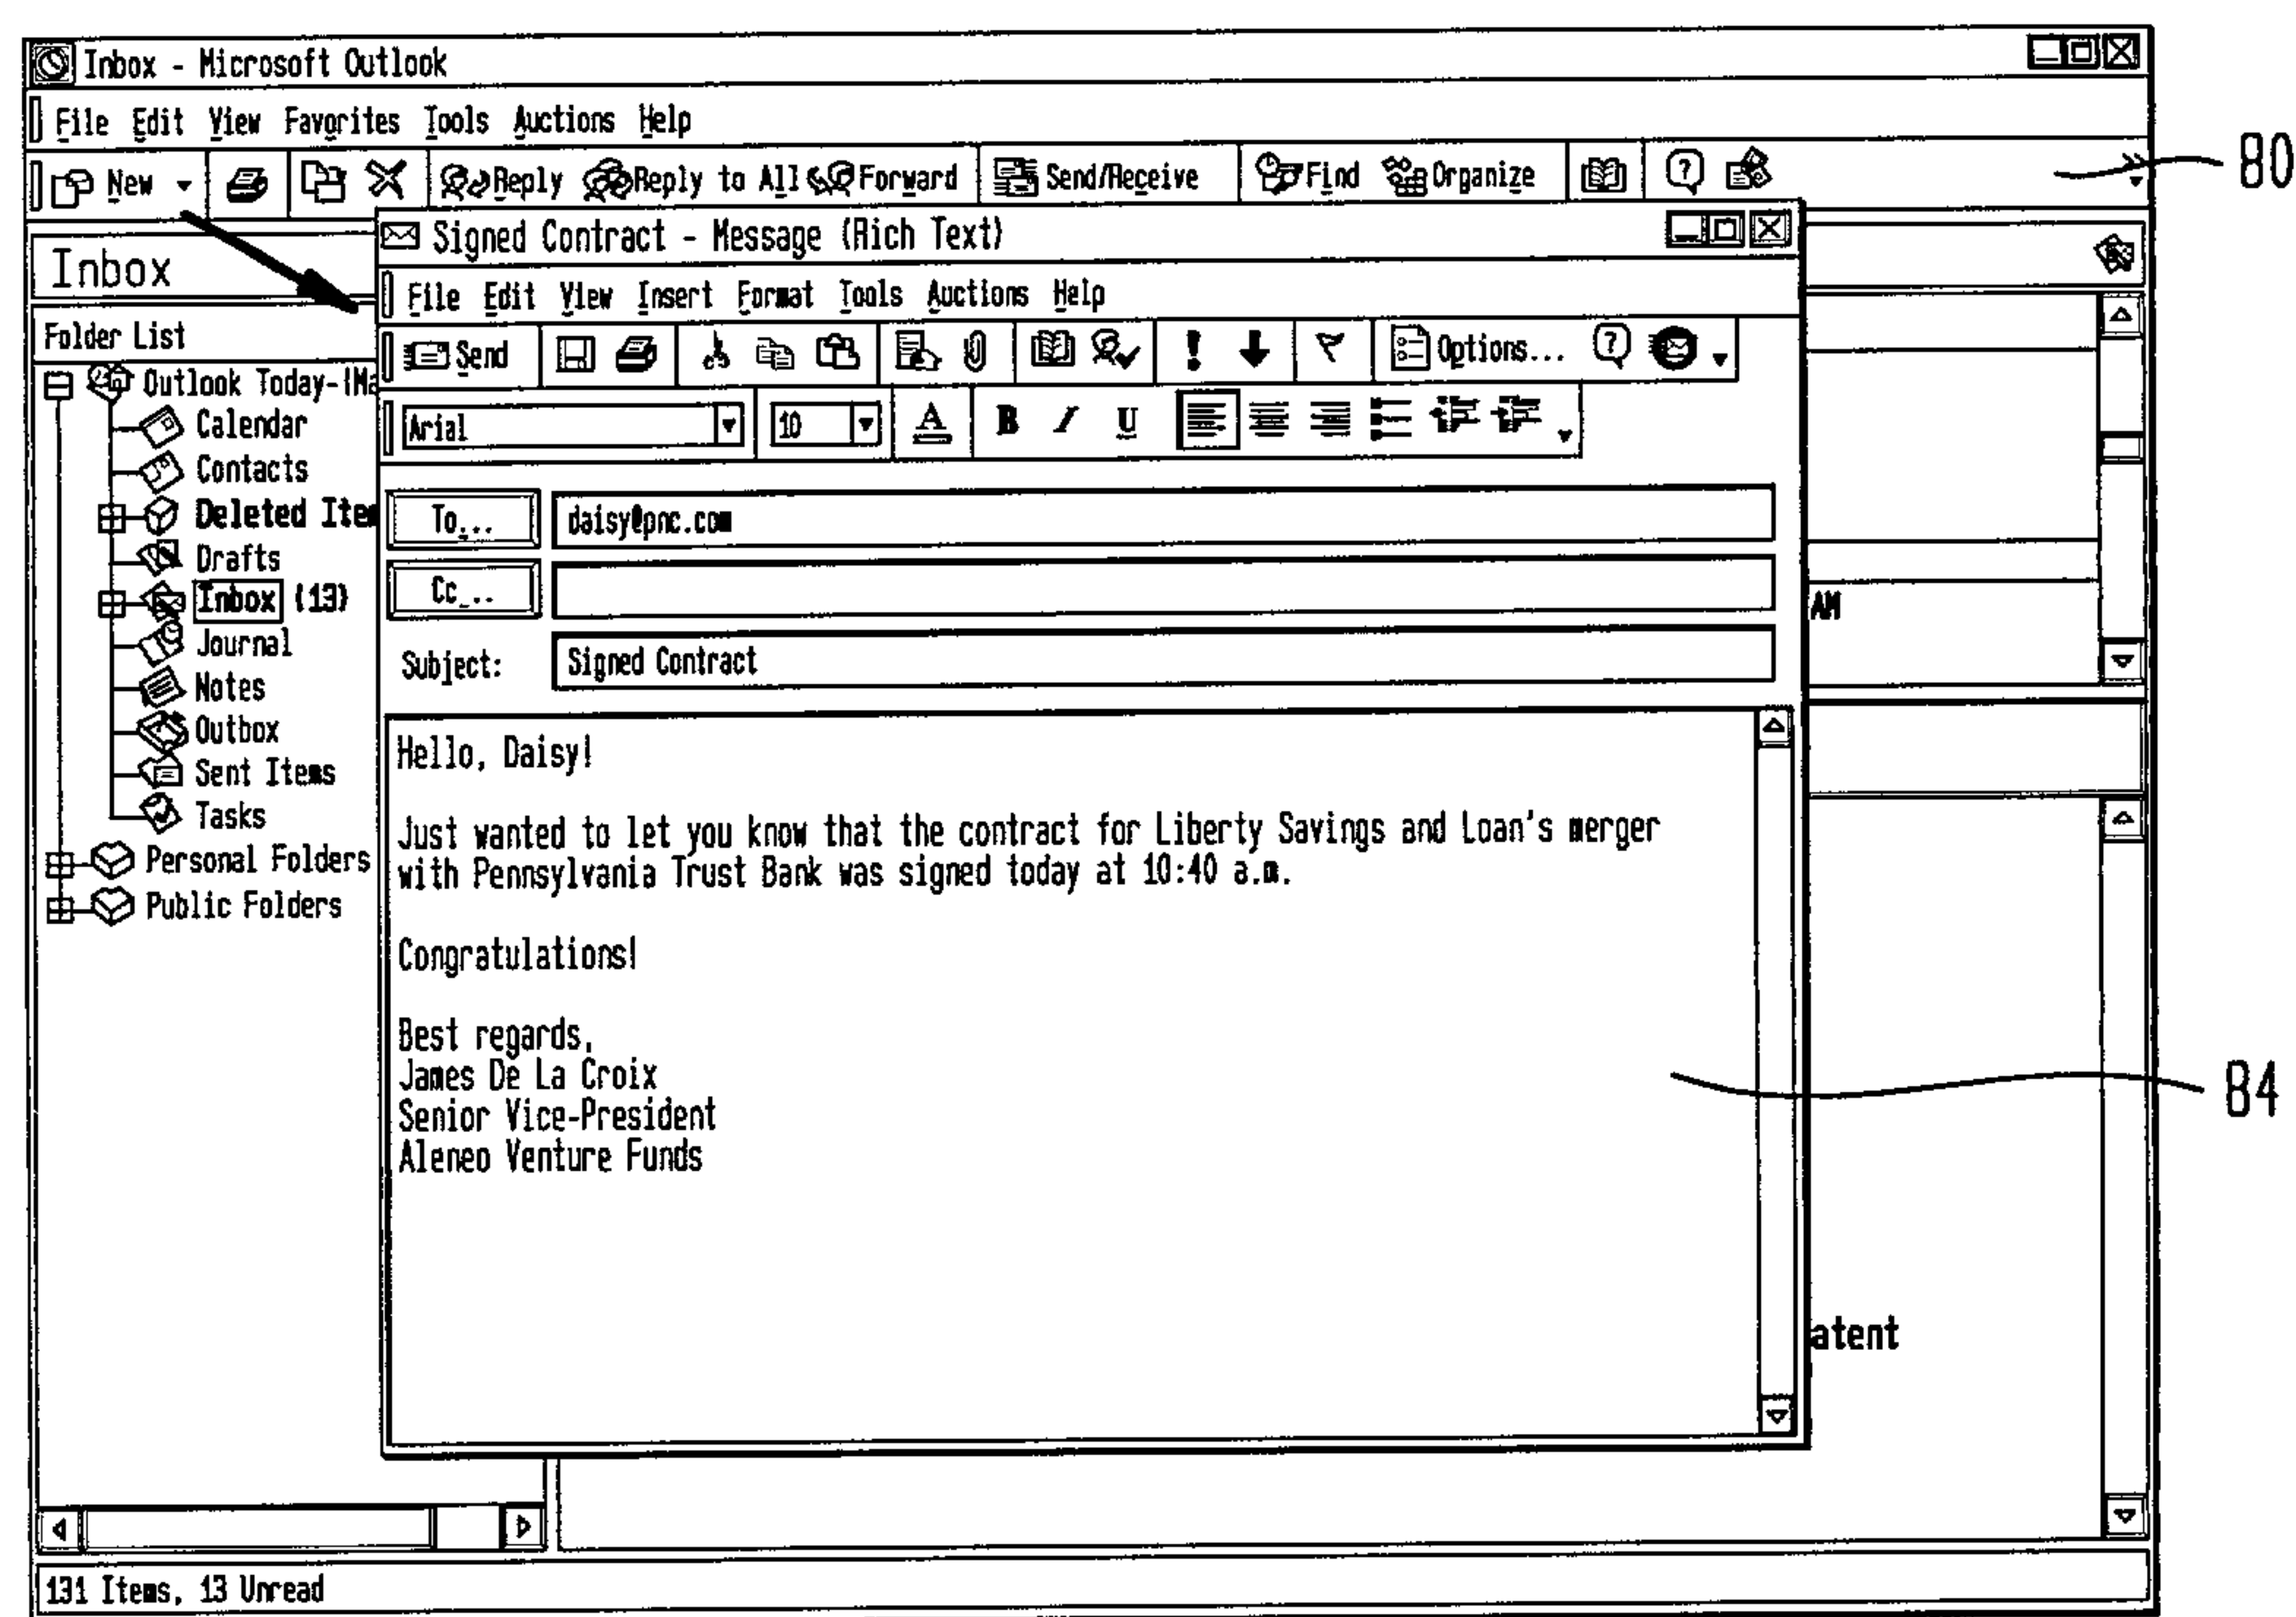 Inbox - Microsoft Outlook
File Edit View Favorites Tools Auctions Help
New Reply Reply to All Forward Send/Receive Find Organize
80
Inbox
Signed Contract - Message (Rich Text)
File Edit View Insert Format Tools Auctions Help
Send Options...
Arial 10 A B I U
Folder List
Outlook Today-(Ma
Calendar
Contacts
Deleted Ite
Drafts
Inbox (13)
Journal
Notes
Outbox
Sent Items
Tasks
Personal Folders
Public Folders
To... daisy@pnc.com
Cc...
Subject: Signed Contract
AM
Hello, Daisy!
Just wanted to let you know that the contract for Liberty Savings and Loan's merger
with Pennsylvania Trust Bank was signed today at 10:40 a.m.
Congratulations!
Best regards,
James De La Croix
Senior Vice-President
Aleneo Venture Funds
84
atent
131 Items, 13 Unread